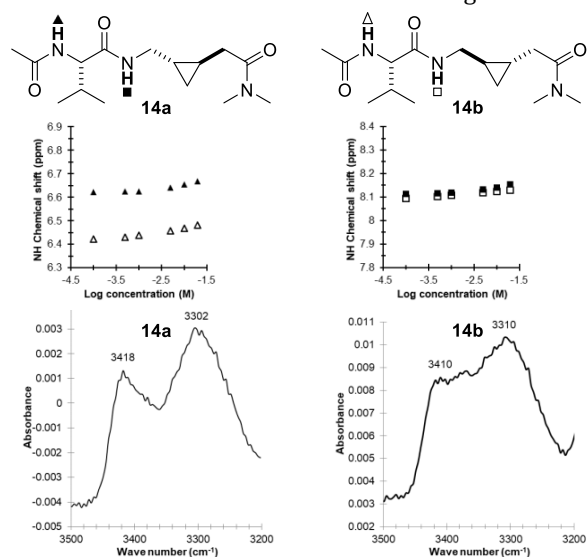 H
N
O
O
N
H
O
N
14a
H
N
O
O
N
H
O
N
14b
NH Chemical shift (ppm)
6.9
6.8
6.7
6.6
6.5
6.4
6.3
-4.5 -3.5 -2.5 -1.5
Log concentration (M)
NH Chemical shift (ppm)
8.4
8.3
8.2
8.1
8
7.9
7.8
-4.5 -3.5 -2.5 -1.5
Log concentration (M)
14a
3302
3418
Absorbance
0.003
0.002
0.001
0
-0.001
-0.002
-0.003
-0.004
-0.005
3500 3400 3300 3200
Wave number (cm-1)
14b
3310
3410
Absorbance
0.011
0.01
0.009
0.008
0.007
0.006
0.005
0.004
0.003
0.002
3500 3400 3300 3200
Wave number (cm-1)